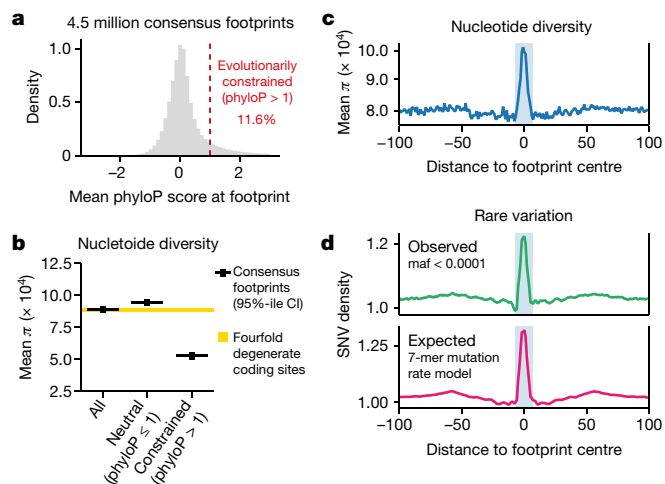 a
4.5 million consensus footprints
Evolutionarily
constrained
(phyloP > 1)
11.6%
Density
1.0
0.5
0
−2
0
2
Mean phyloP score at footprint
b
Nucletoide diversity
Mean π (× 10⁴)
12.5
10.0
7.5
5.0
2.5
All
Neutral
(phyloP ≤ 1)
Constrained
(phyloP > 1)
Consensus
footprints
(95%-ile CI)
Fourfold
degenerate
coding sites
c
Nucleotide diversity
Mean π (× 10⁴)
10.0
9.0
8.0
−100
−50
0
50
100
Distance to footprint centre
d
Rare variation
Observed
maf < 0.0001
1.2
1.0
SNV density
Expected
7-mer mutation
rate model
1.25
1.00
−100
−50
0
50
100
Distance to footprint centre